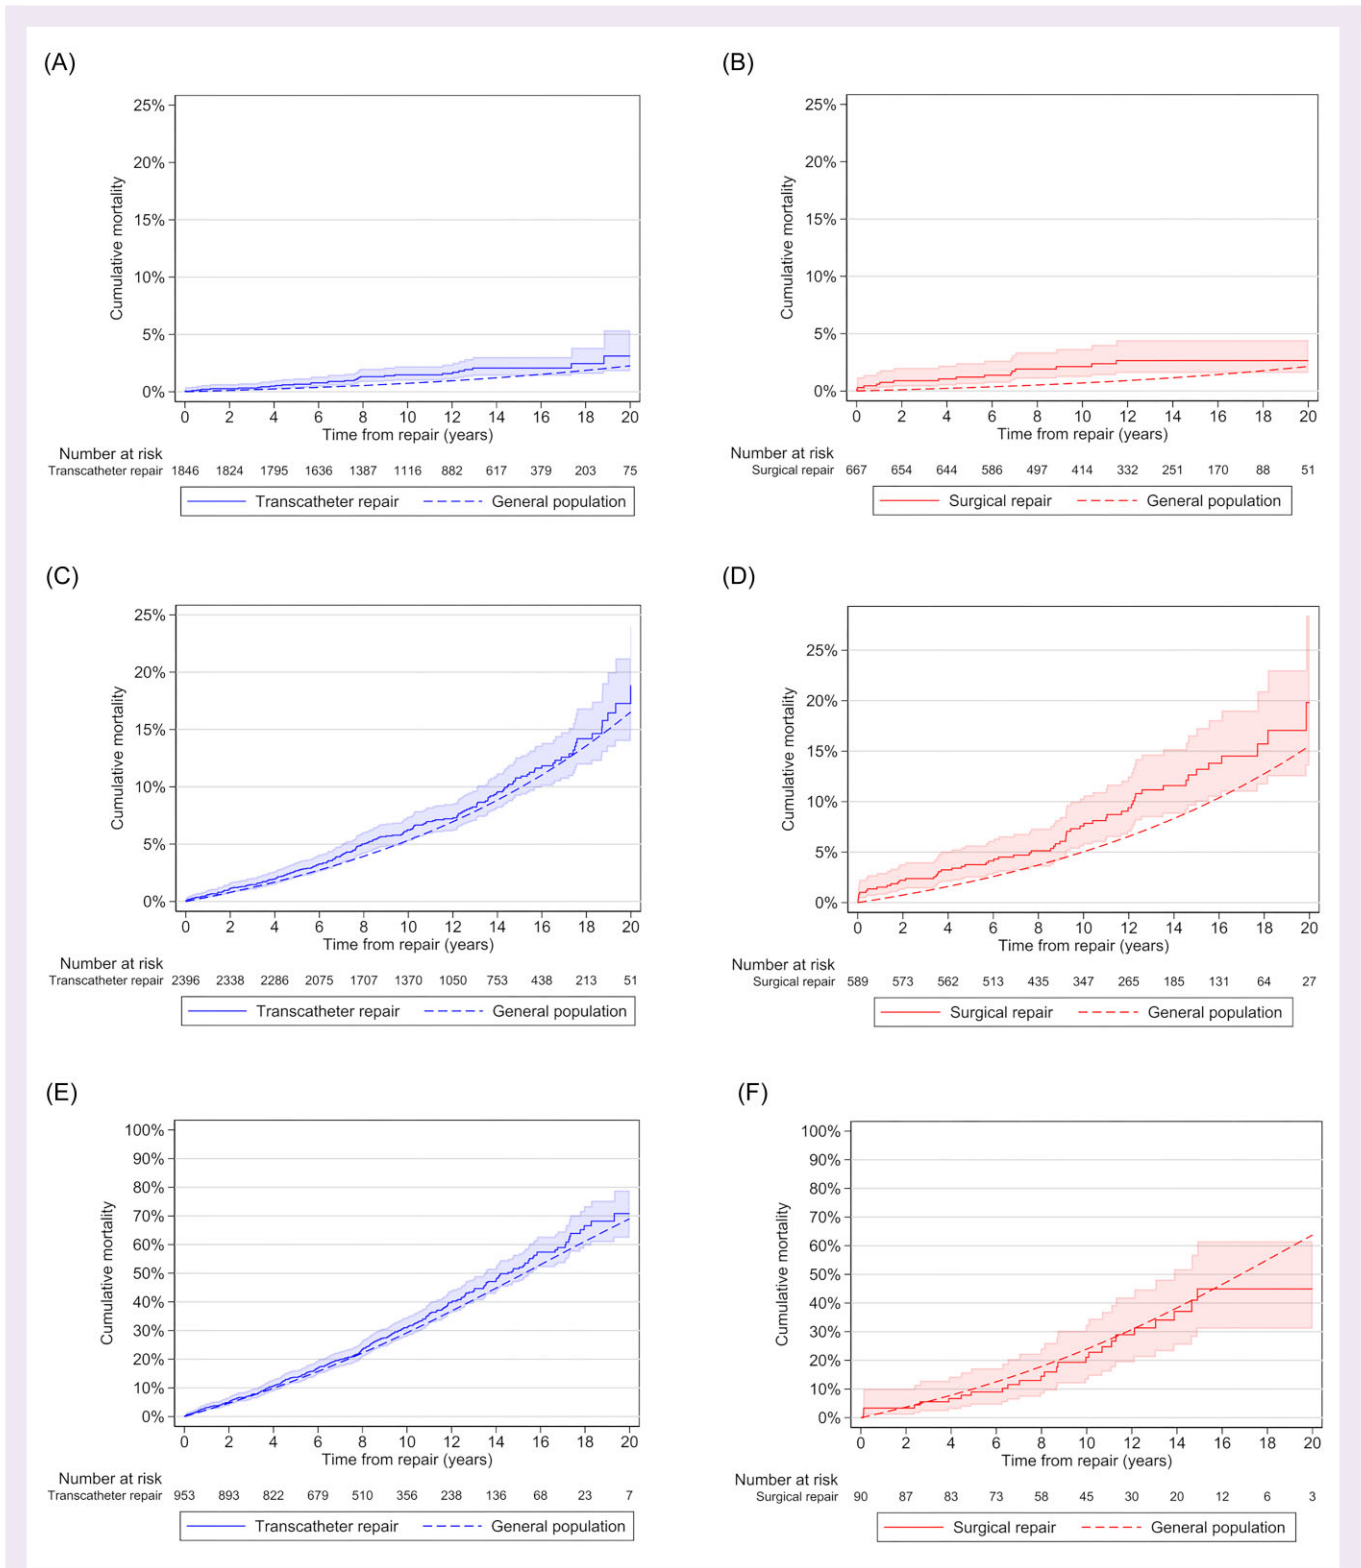 (A)
Cumulative mortality
25%
20%
15%
10%
5%
0%
0 2 4 6 8 10 12 14 16 18 20
Time from repair (years)
Number at risk
Transcatheter repair 1846 1824 1795 1636 1387 1116 882 617 379 203 75
Transcatheter repair General population
(B)
Cumulative mortality
25%
20%
15%
10%
5%
0%
0 2 4 6 8 10 12 14 16 18 20
Time from repair (years)
Number at risk
Surgical repair 667 654 644 586 497 414 332 251 170 88 51
Surgical repair General population
(C)
Cumulative mortality
25%
20%
15%
10%
5%
0%
0 2 4 6 8 10 12 14 16 18 20
Time from repair (years)
Number at risk
Transcatheter repair 2396 2338 2286 2075 1707 1370 1050 753 438 213 51
Transcatheter repair General population
(D)
Cumulative mortality
25%
20%
15%
10%
5%
0%
0 2 4 6 8 10 12 14 16 18 20
Time from repair (years)
Number at risk
Surgical repair 589 573 562 513 435 347 265 185 131 64 27
Surgical repair General population
(E)
Cumulative mortality
100%
90%
80%
70%
60%
50%
40%
30%
20%
10%
0%
0 2 4 6 8 10 12 14 16 18 20
Time from repair (years)
Number at risk
Transcatheter repair 953 893 822 679 510 356 238 136 68 23 7
Transcatheter repair General population
(F)
Cumulative mortality
100%
90%
80%
70%
60%
50%
40%
30%
20%
10%
0%
0 2 4 6 8 10 12 14 16 18 20
Time from repair (years)
Number at risk
Surgical repair 90 87 83 73 58 45 30 20 12 6 3
Surgical repair General population